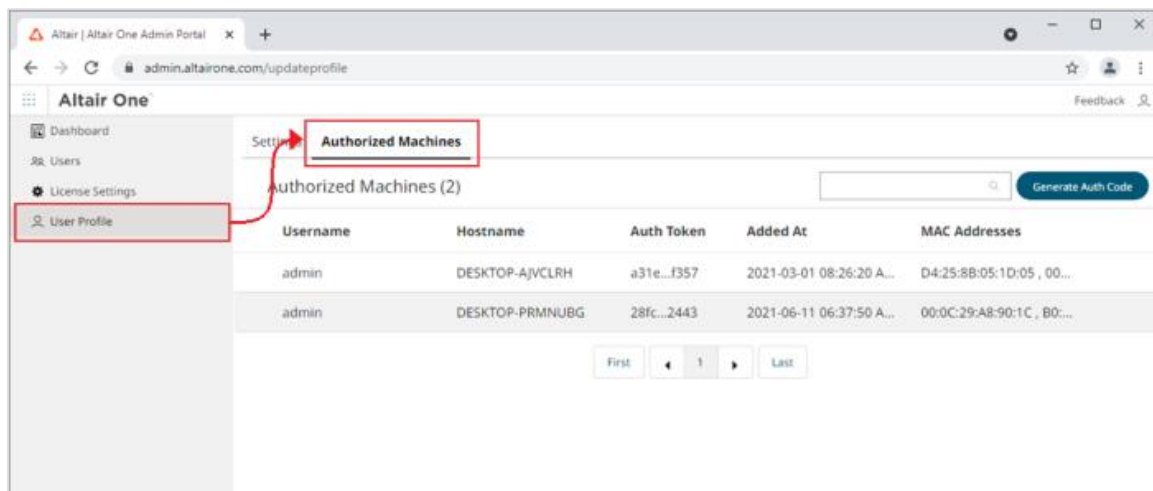 Altair | Altair One Admin Portal
admin.altairone.com/updateprofile
Altair One
Feedback
Dashboard
Users
License Settings
User Profile
Authorized Machines
Authorized Machines (2)
Generate Auth Code
Username Hostname Auth Token Added At MAC Addresses
admin DESKTOP-AJVCLRH a31e...f357 2021-03-01 08:26:20 A... D4:25:8B:05:1D:05 , 00...
admin DESKTOP-PRMNUBG 28fc...2443 2021-06-11 06:37:50 A... 00:0C:29:A8:90:1C , B0:...
First 1 Last